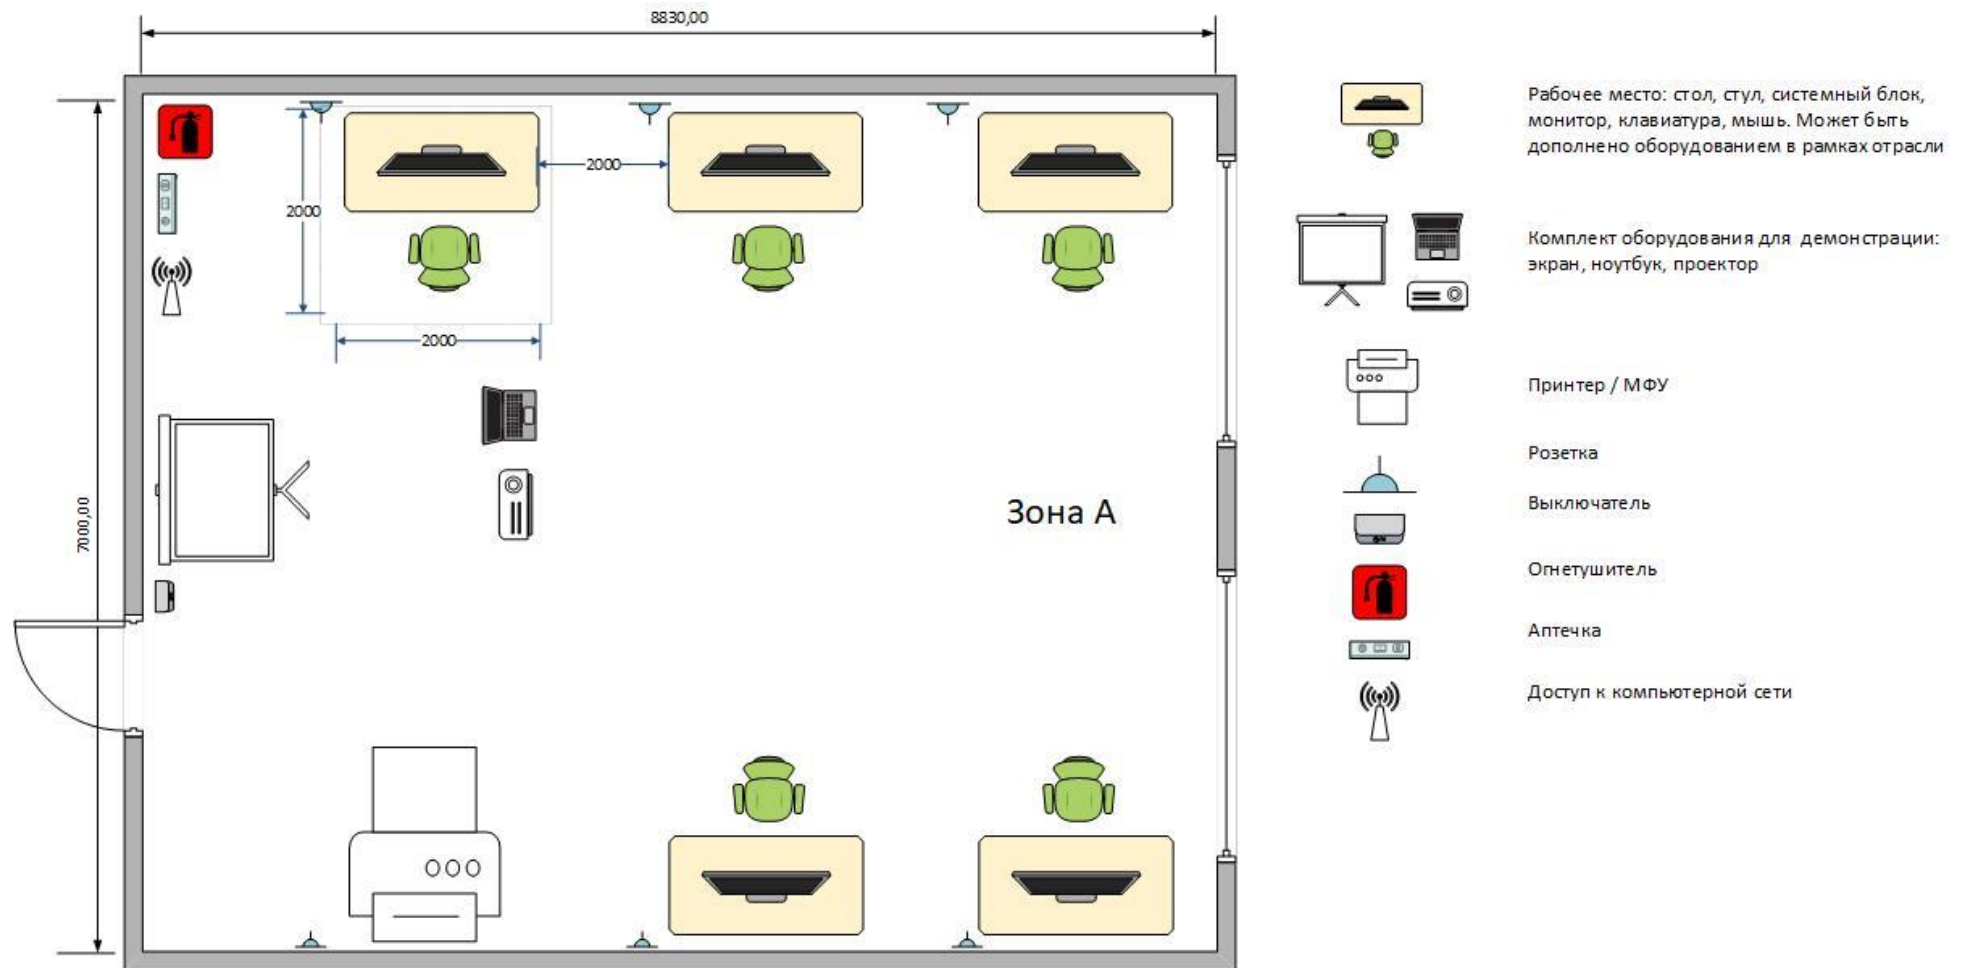 8830,00
7000,00
2000
2000
2000
Зона А
Рабочее место: стол, стул, системный блок,
монитор, клавиатура, мышь. Может быть
дополнено оборудованием в рамках отрасли
Комплект оборудования для демонстрации:
экран, ноутбук, проектор
Принтер / МФУ
Розетка
Выключатель
Огнетушитель
Аптечка
Доступ к компьютерной сети